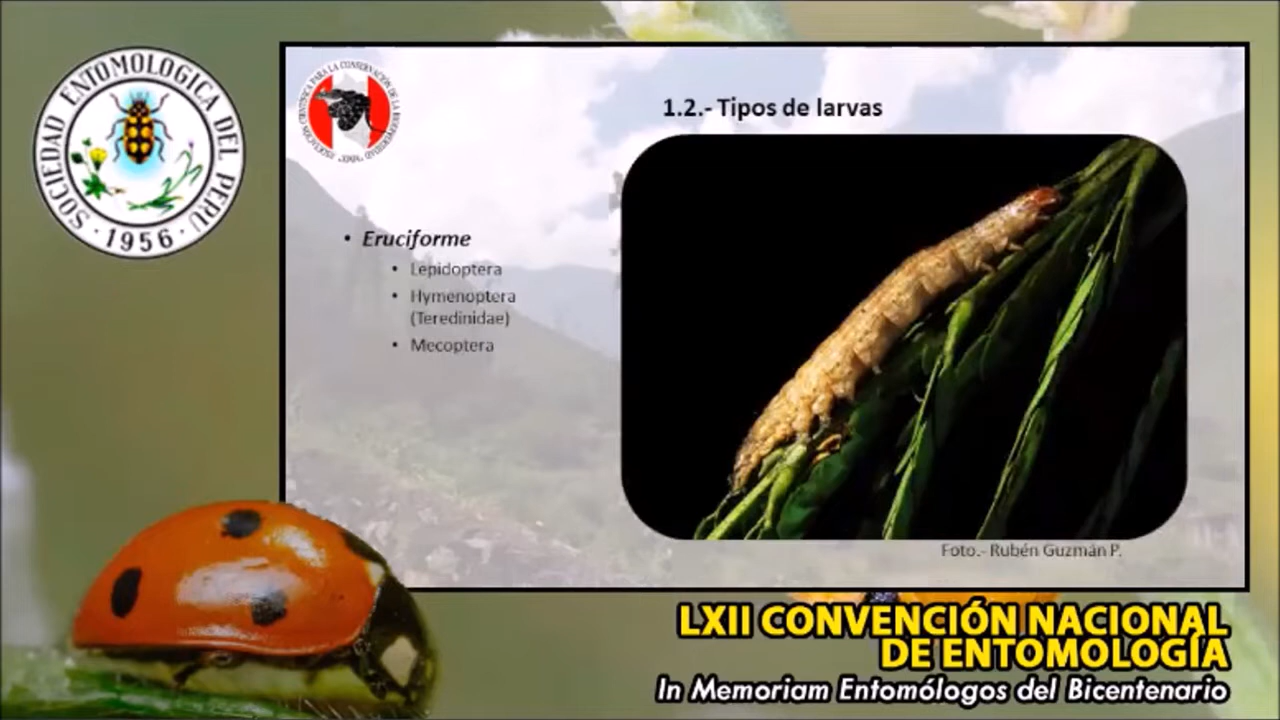 SOCIEDAD ENTOMOLOGICA DEL PERU
· 1956 ·
1.2.- Tipos de larvas
• Eruciforme
• Lepidoptera
• Hymenoptera
(Teredinidae)
• Mecoptera
Foto.- Rubén Guzmán P.
LXII CONVENCIÓN NACIONAL
DE ENTOMOLOGÍA
In Memoriam Entomólogos del Bicentenario